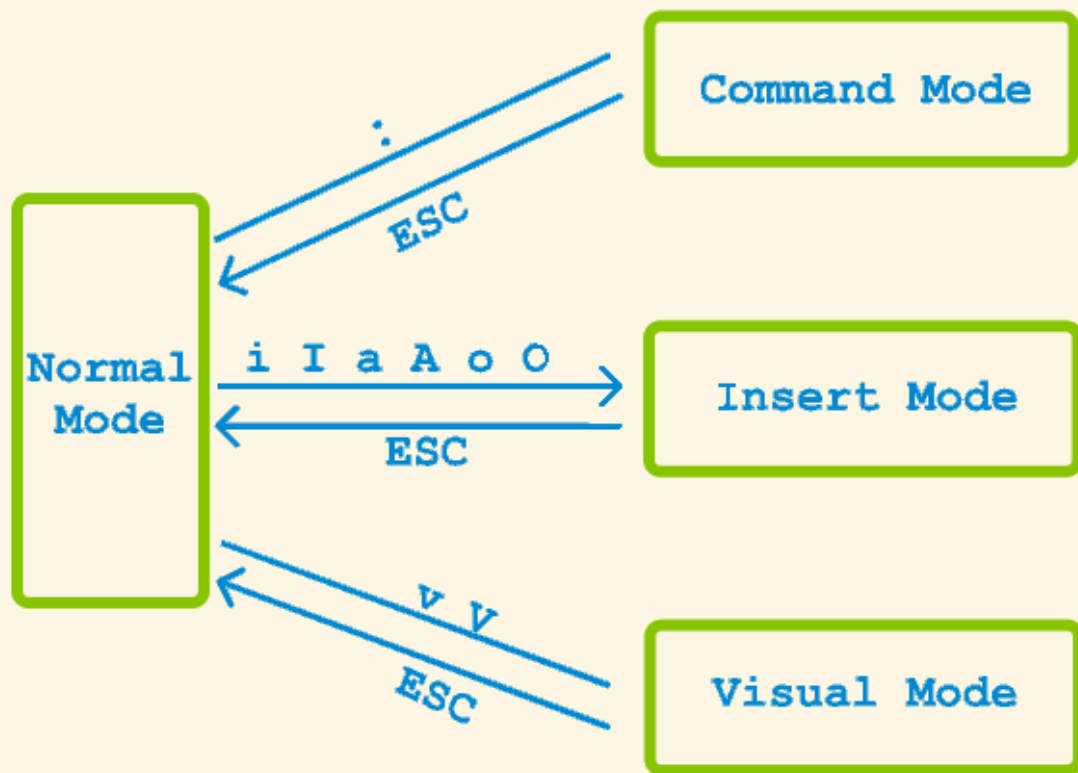 Command Mode
:
ESC
Normal
Mode
i I a A o O
ESC
Insert Mode
v V
ESC
Visual Mode